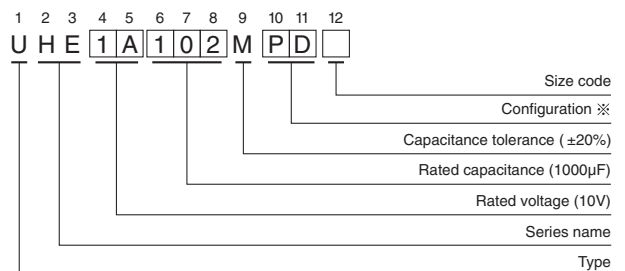 1 2 3 4 5 6 7 8 9 10 11 12
U H E 1 A 1 0 2 M P D
Size code
Configuration ※
Capacitance tolerance ( ±20%)
Rated capacitance (1000µF)
Rated voltage (10V)
Series name
Type